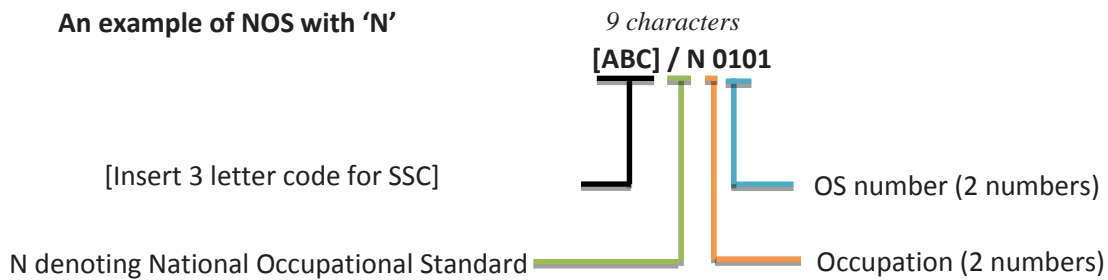 An example of NOS with ‘N’
9 characters
[ABC] / N 0101
[Insert 3 letter code for SSC]
OS number (2 numbers)
N denoting National Occupational Standard
Occupation (2 numbers)